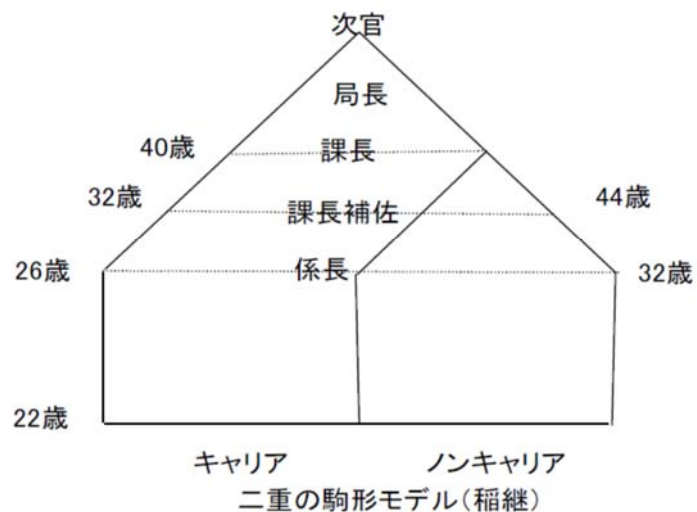 次官
局長
40歳 課長
32歳 課長補佐 44歳
26歳 係長 32歳
22歳
キャリア ノンキャリア
二重の駒形モデル(稲継)